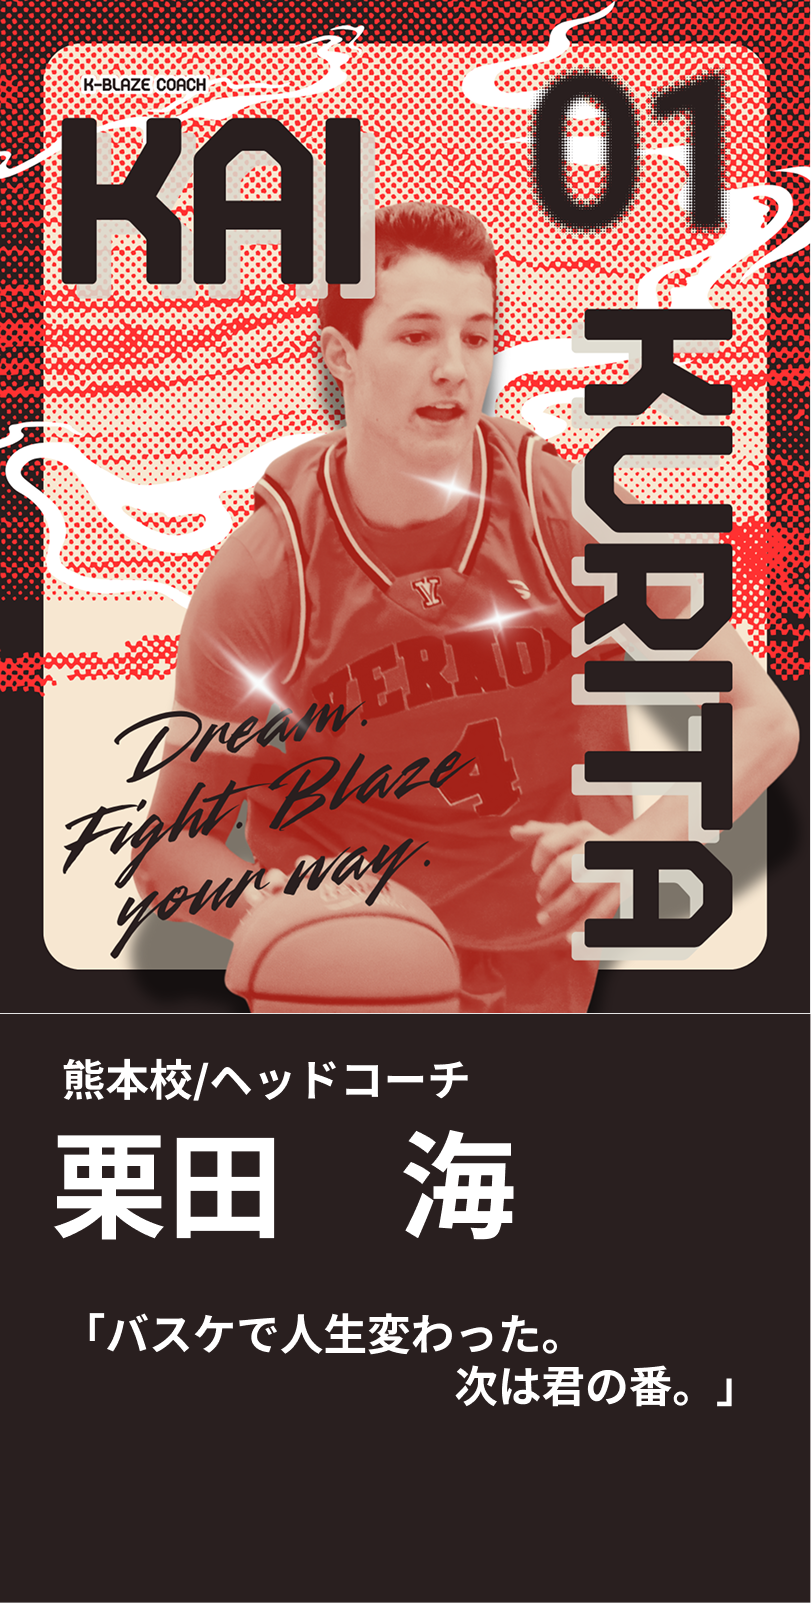 K-BLAZE COACH
KAI
01
KURITA
V
VERNON
4
Dream.
Fight. Blaze
your way.
熊本校/ヘッドコーチ
栗田　海
「バスケで人生変わった。
次は君の番。」